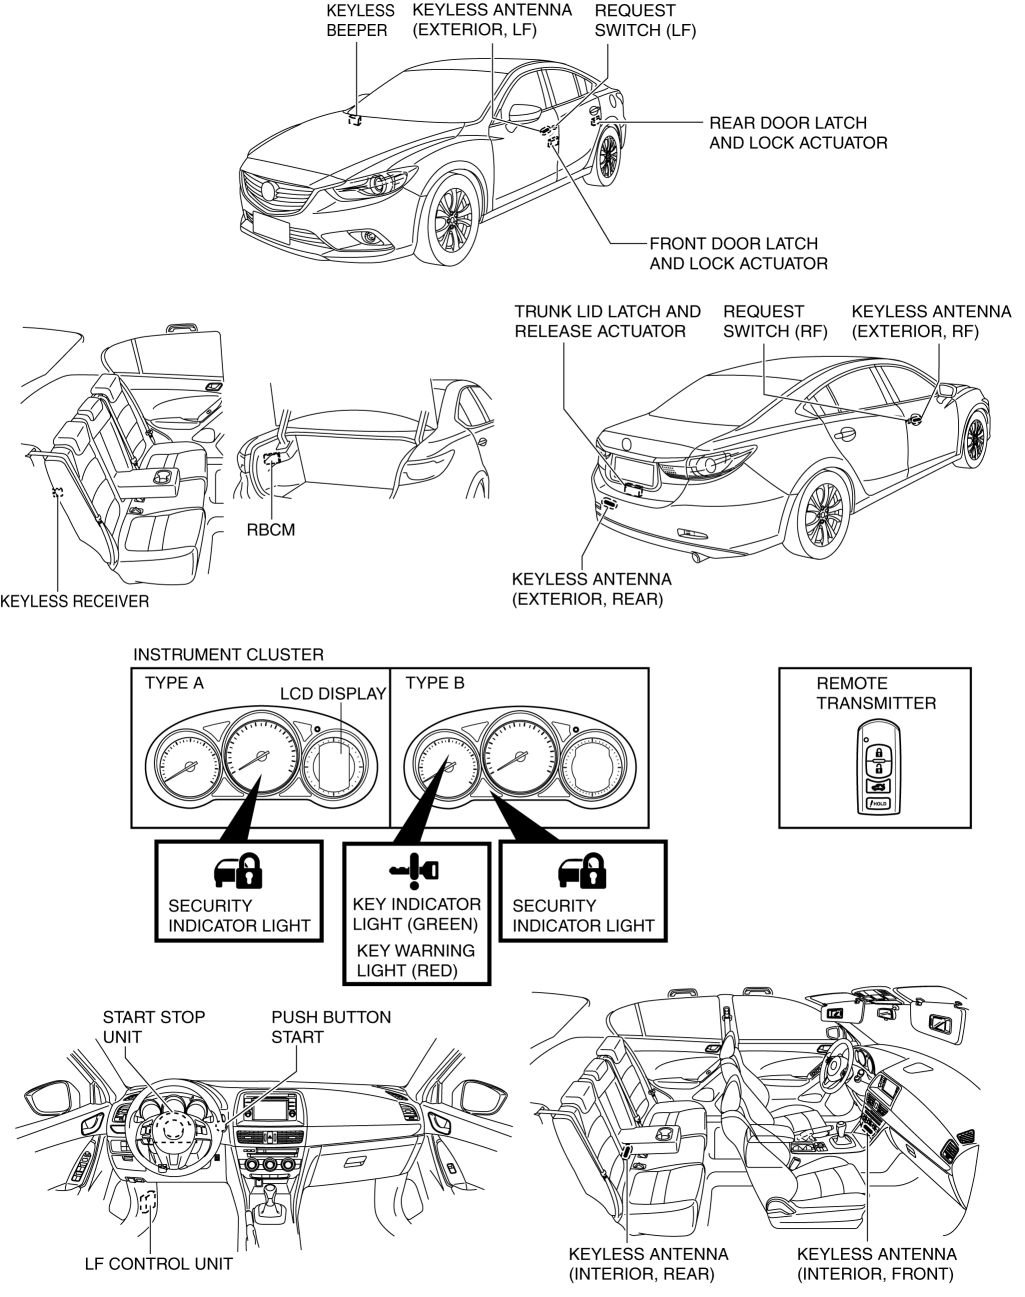 KEYLESS
BEEPER
KEYLESS ANTENNA
(EXTERIOR, LF)
REQUEST
SWITCH (LF)
REAR DOOR LATCH
AND LOCK ACTUATOR
FRONT DOOR LATCH
AND LOCK ACTUATOR
TRUNK LID LATCH AND
RELEASE ACTUATOR
REQUEST
SWITCH (RF)
KEYLESS ANTENNA
(EXTERIOR, RF)
RBCM
KEYLESS RECEIVER
KEYLESS ANTENNA
(EXTERIOR, REAR)
INSTRUMENT CLUSTER
TYPE A
LCD DISPLAY
TYPE B
REMOTE
TRANSMITTER
HOLD
SECURITY
INDICATOR LIGHT
KEY INDICATOR
LIGHT (GREEN)
KEY WARNING
LIGHT (RED)
SECURITY
INDICATOR LIGHT
START STOP
UNIT
PUSH BUTTON
START
LF CONTROL UNIT
KEYLESS ANTENNA
(INTERIOR, REAR)
KEYLESS ANTENNA
(INTERIOR, FRONT)